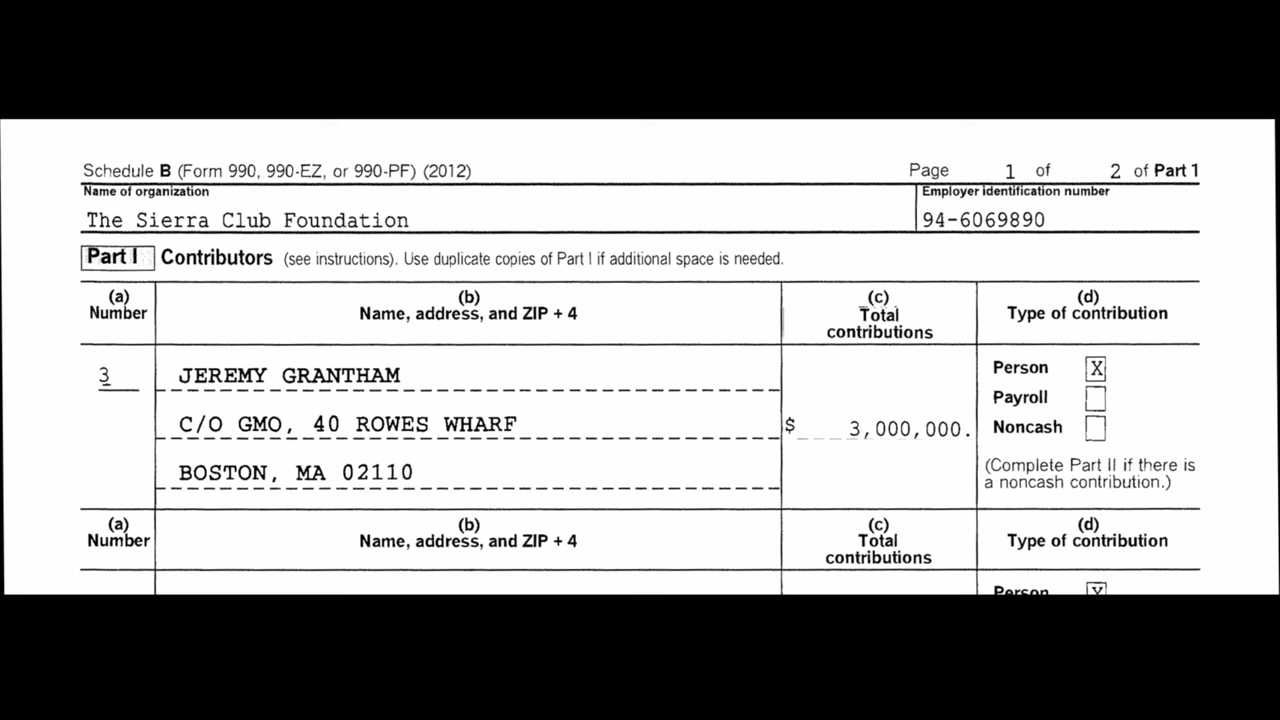 Schedule B (Form 990, 990-EZ, or 990-PF) (2012) Page 1 of 2 of Part 1
Name of organization Employer identification number
The Sierra Club Foundation 94-6069890
Part I Contributors (see instructions). Use duplicate copies of Part I if additional space is needed.
(a) (b) (c) (d)
Number Name, address, and ZIP + 4 Total Type of contribution
contributions
3 JEREMY GRANTHAM Person X
Payroll
C/O GMO, 40 ROWES WHARF $ 3,000,000. Noncash
BOSTON, MA 02110 (Complete Part II if there is
a noncash contribution.)
(a) (b) (c) (d)
Number Name, address, and ZIP + 4 Total Type of contribution
contributions
Person X